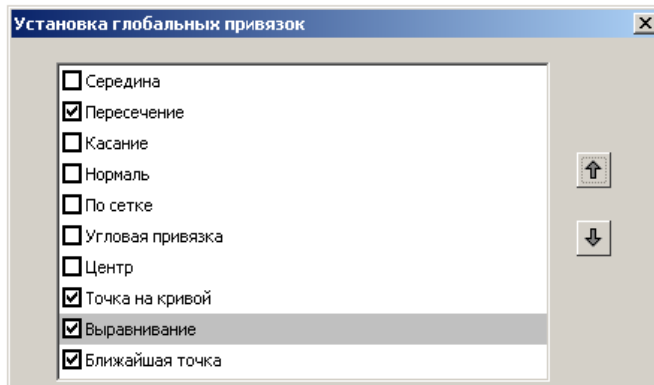 Установка глобальных привязок
Середина
Пересечение
Касание
Нормаль
По сетке
Угловая привязка
Центр
Точка на кривой
Выравнивание
Ближайшая точка